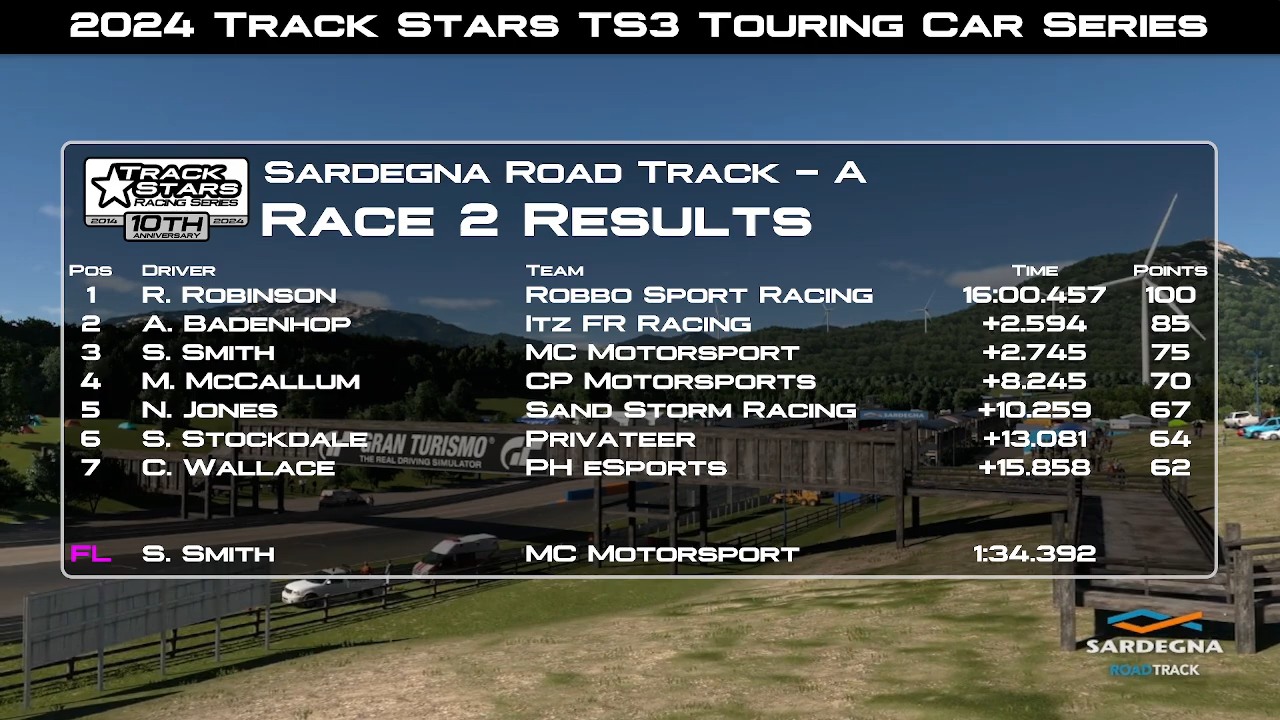 2024 Track Stars TS3 Touring Car Series
TRACK
STARS
RACING SERIES
2014 10TH 2024
ANNIVERSARY
Sardegna Road Track - A
Race 2 Results
Pos Driver Team Time Points
1 R. Robinson Robbo Sport Racing 16:00.457 100
2 A. Badenhop Itz FR Racing +2.594 85
3 S. Smith MC Motorsport +2.745 75
4 M. McCallum CP Motorsports +8.245 70
5 N. Jones Sand Storm Racing +10.259 67
6 S. Stockdale Privateer +13.081 64
7 C. Wallace PH eSports +15.858 62
FL S. Smith MC Motorsport 1:34.392
SARDEGNA
GRAN TURISMO®
THE REAL DRIVING SIMULATOR
SARDEGNA
ROAD TRACK